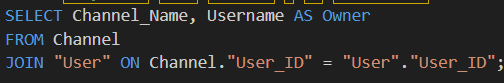 SELECT Channel_Name, Username AS Owner
FROM Channel
JOIN "User" ON Channel."User_ID" = "User"."User_ID";